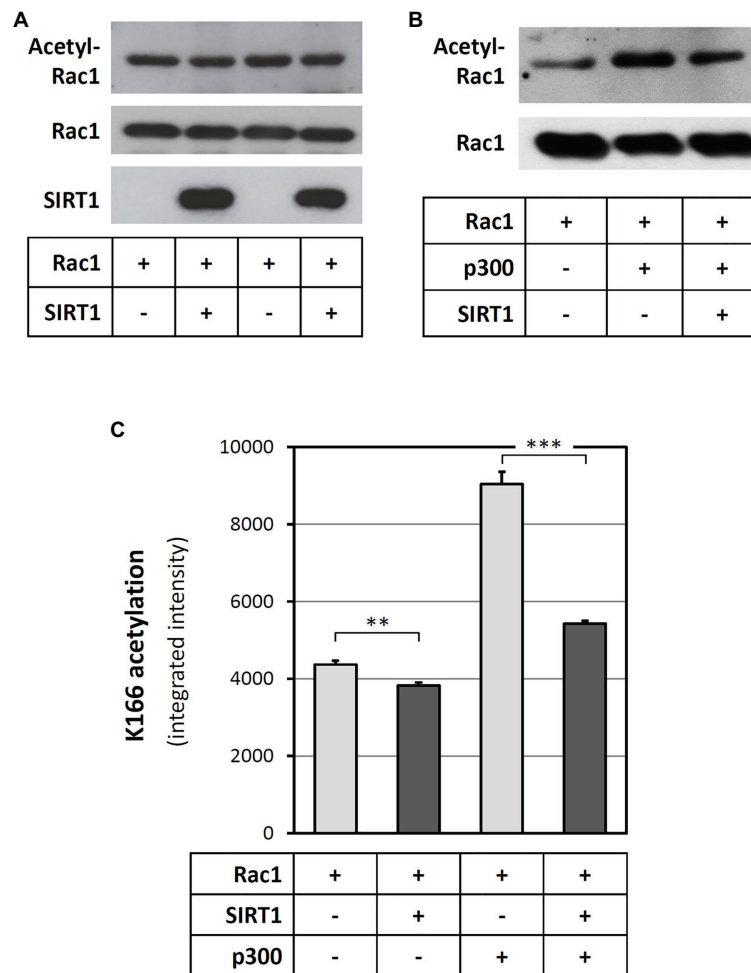 A
Acetyl-
Rac1
Rac1
SIRT1
Rac1 + + + +
SIRT1 - + - +
B
Acetyl-
Rac1
Rac1
Rac1 + + +
p300 - + +
SIRT1 - - +
C
K166 acetylation
(integrated intensity)
10000
8000
6000
4000
2000
0
**
***
Rac1 + + + +
SIRT1 - + - +
p300 - - + +